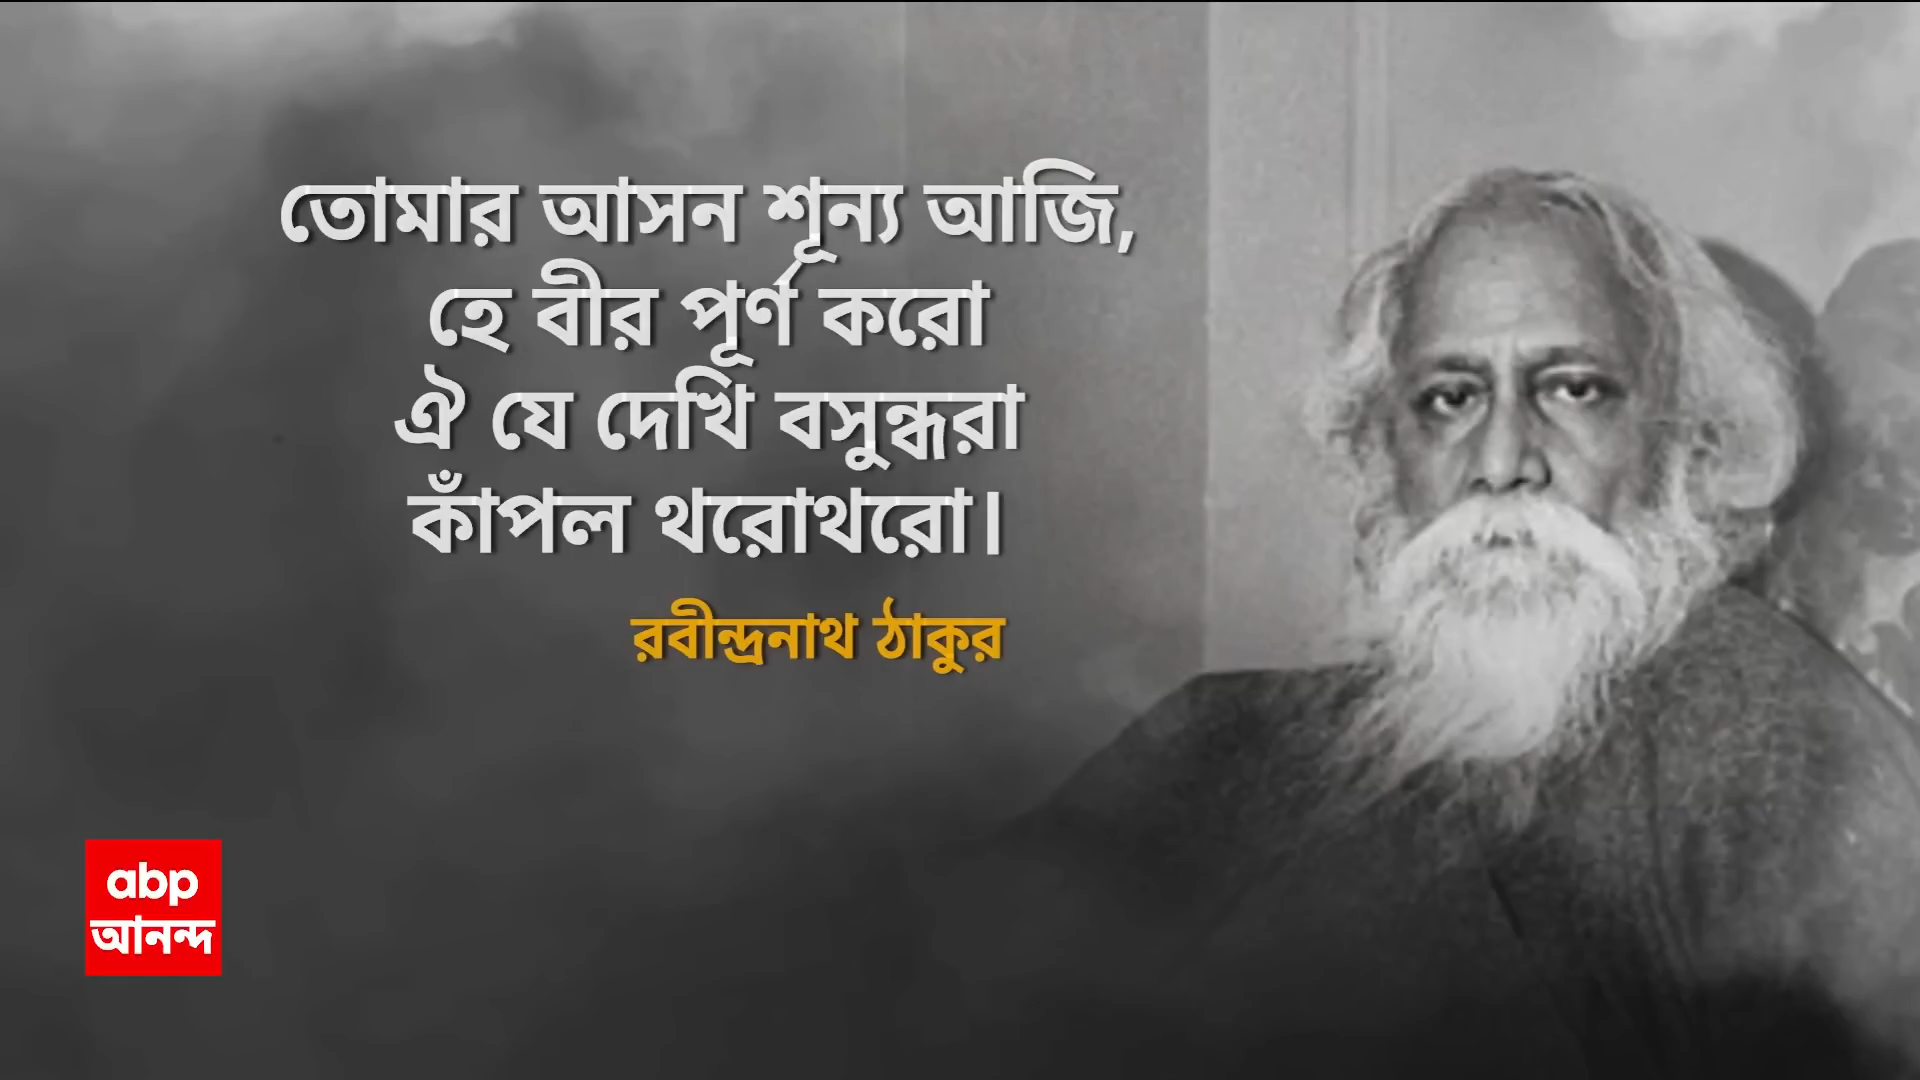 তোমার আসন শূন্য আজি,
হে বীর পূর্ণ করো
ঐ যে দেখি বসুন্ধরা
কাঁপল থরোথরো।
রবীন্দ্রনাথ ঠাকুর
abp
আনন্দ